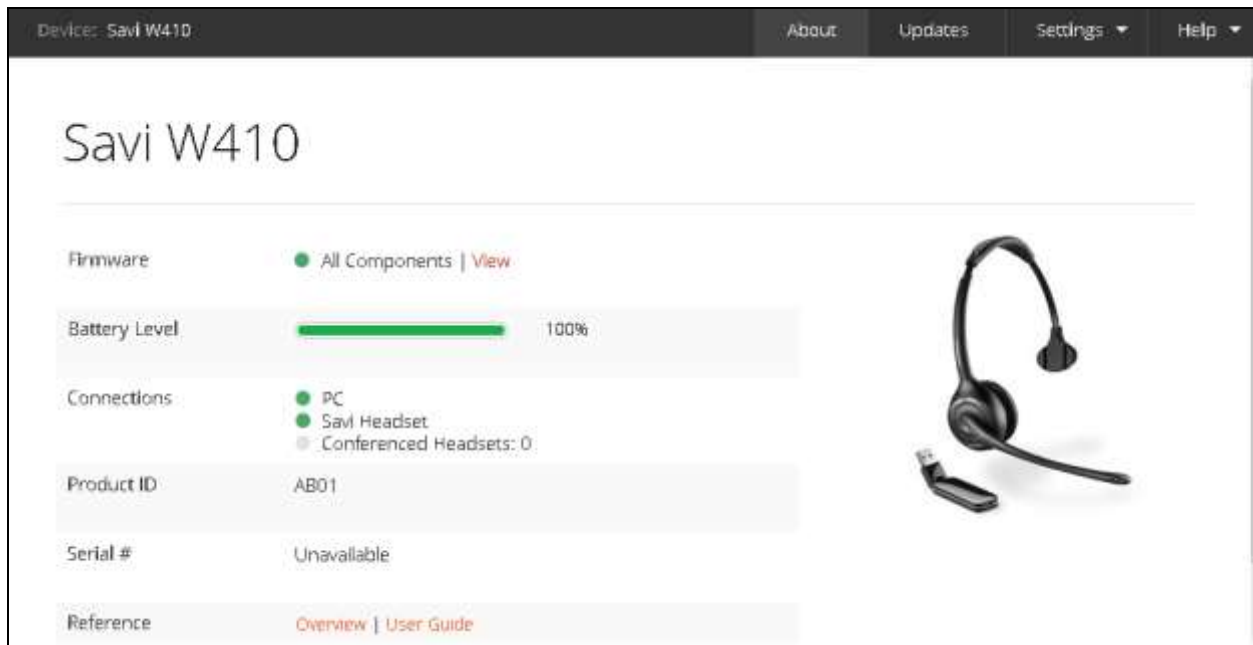 Device: Savi W410 About Updates Settings Help
Savi W410
Firmware All Components | View
Battery Level 100%
Connections PC
Savi Headset
Conferenced Headsets: 0
Product ID AB01
Serial # Unavailable
Reference Overview | User Guide